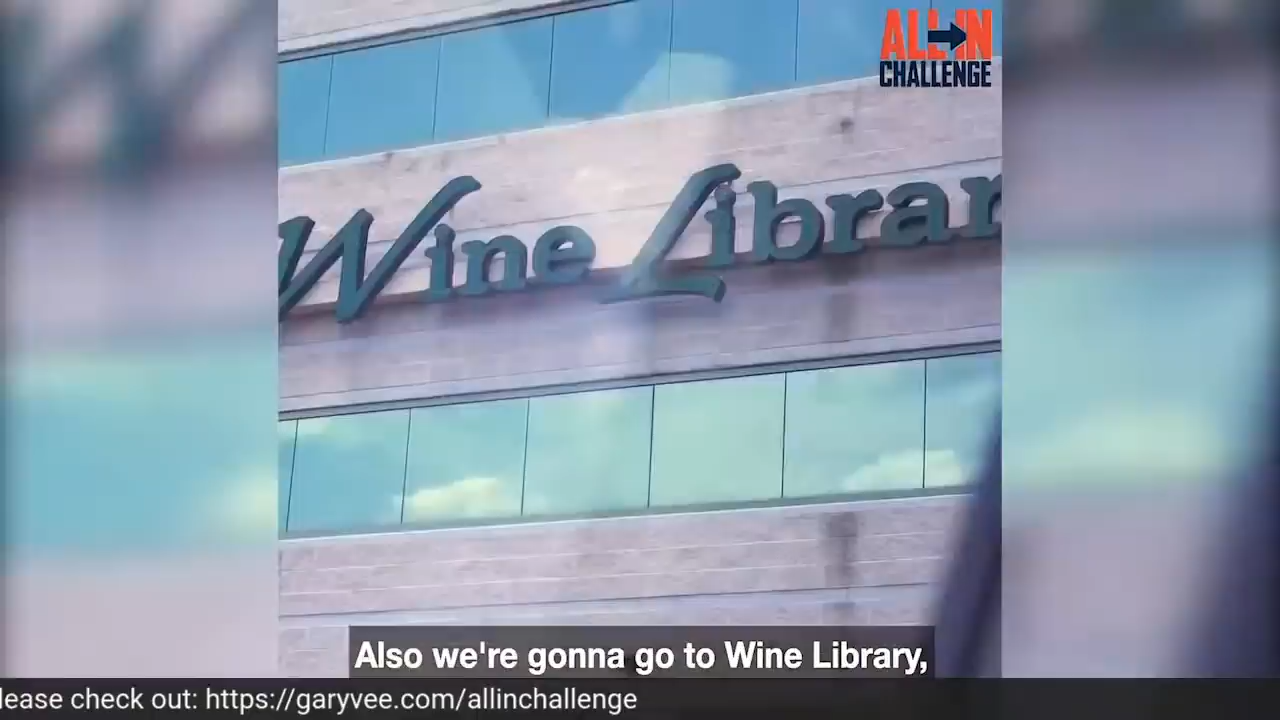 ALL IN
CHALLENGE
Wine Librar
Also we're gonna go to Wine Library,
lease check out: https://garyvee.com/allinchallenge